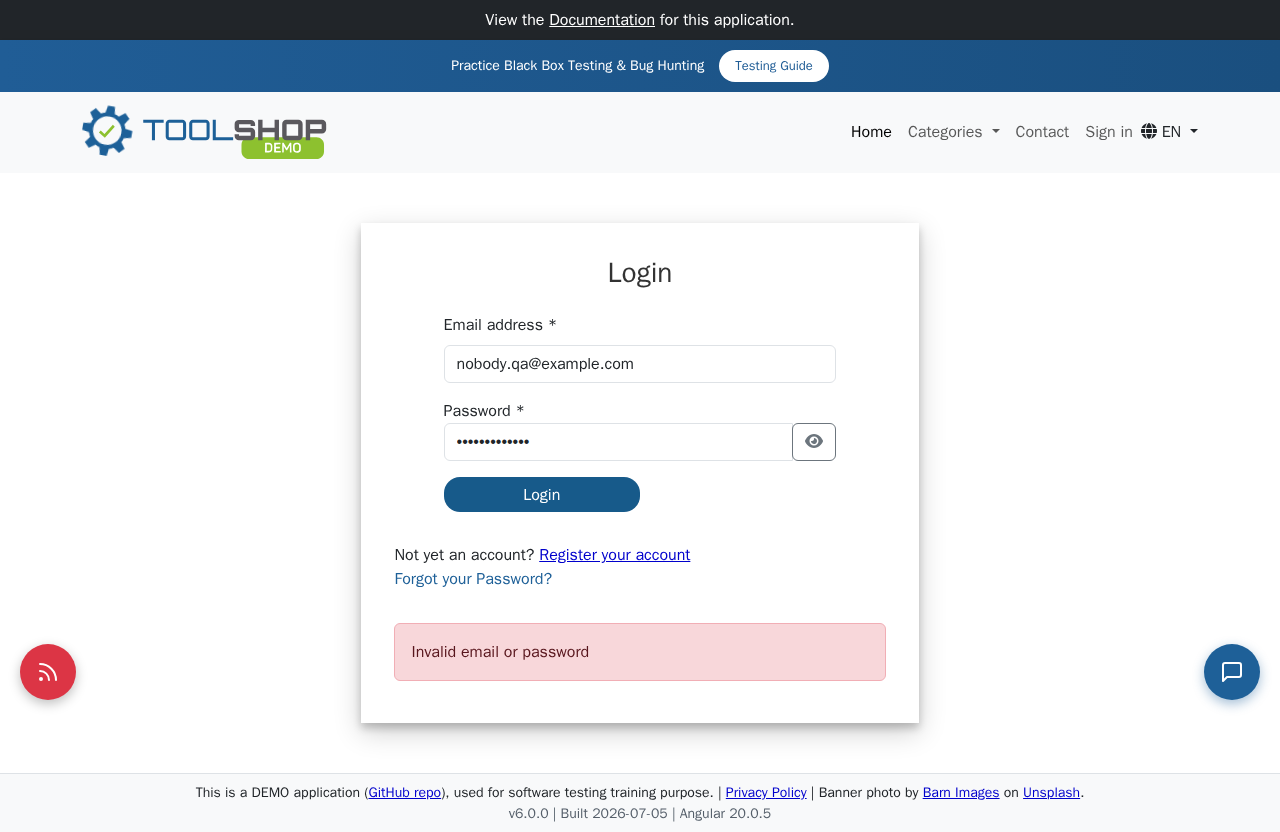 View the Documentation for this application.
Practice Black Box Testing & Bug Hunting Testing Guide
TOOLSHOP
DEMO
Home Categories Contact Sign in EN
Login
Email address *
nobody.qa@example.com
Password *
•••••••••••••
Login
Not yet an account? Register your account
Forgot your Password?
Invalid email or password
This is a DEMO application (GitHub repo), used for software testing training purpose. | Privacy Policy | Banner photo by Barn Images on Unsplash.
v6.0.0 | Built 2026-07-05 | Angular 20.0.5